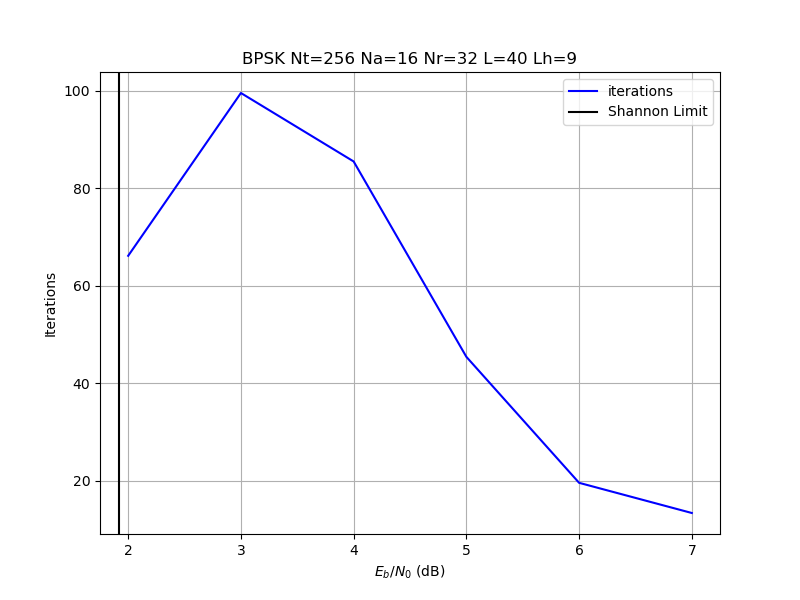 BPSK Nt=256 Na=16 Nr=32 L=40 Lh=9
iterations
Shannon Limit
100
80
60
40
20
Iterations
2 3 4 5 6 7
E_b/N_0 (dB)